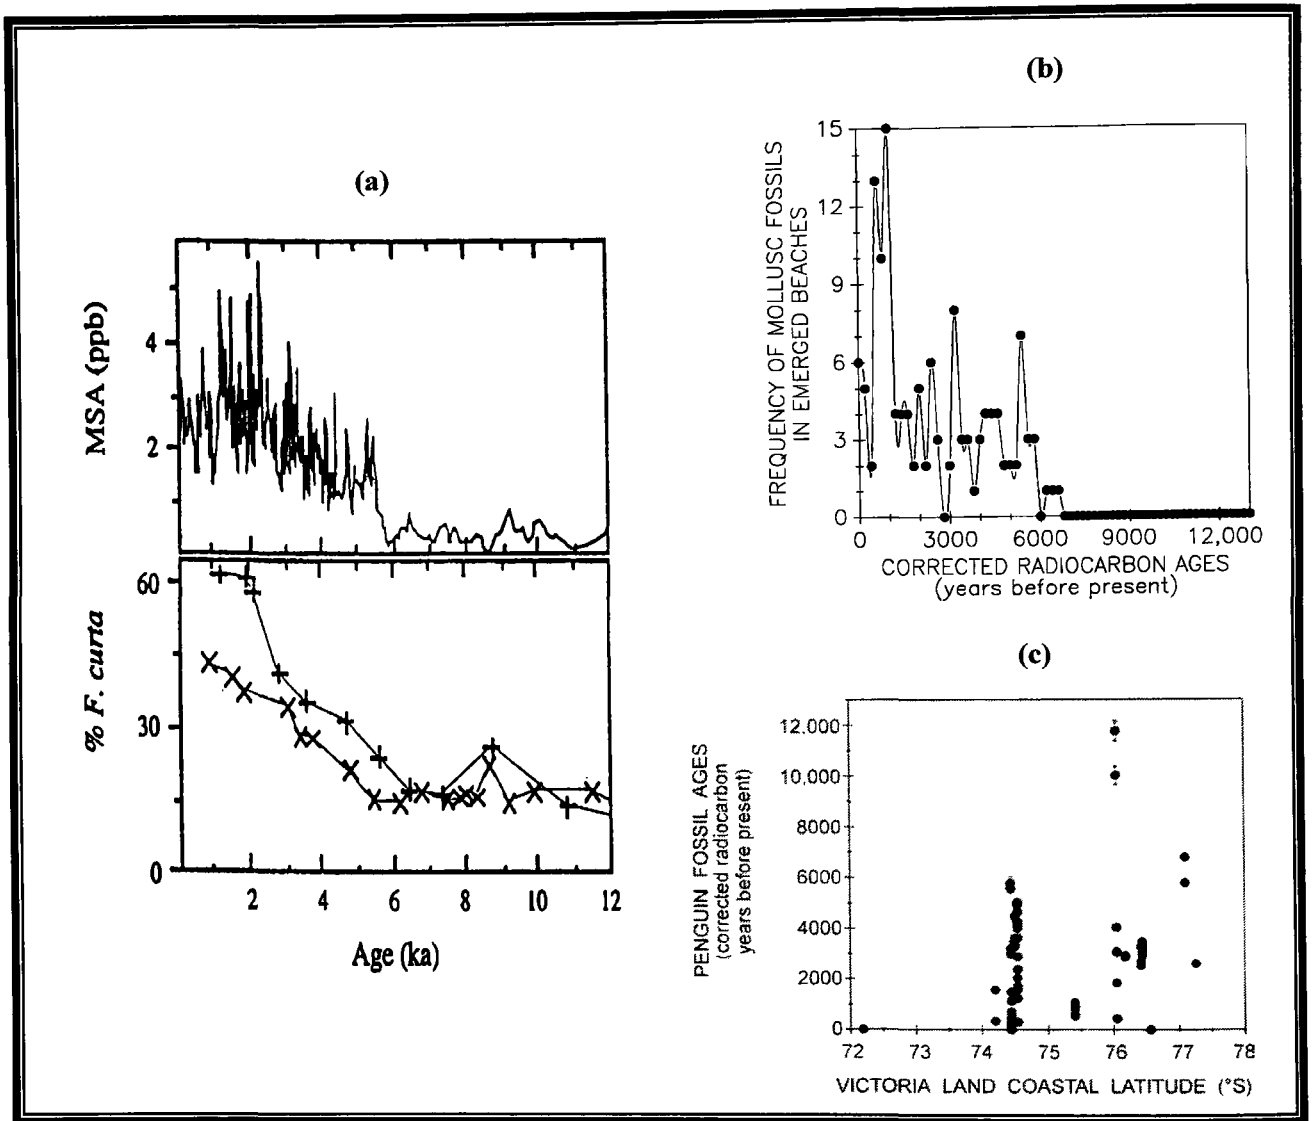 (a)
MSA (ppb)
4
2
% F. curta
60
30
0
2
4
6
8
10
12
Age (ka)
(b)
FREQUENCY OF MOLLUSC FOSSILS
IN EMERGED BEACHES
15
12
9
6
3
0
0
3000
6000
9000
12,000
CORRECTED RADIOCARBON AGES
(years before present)
(c)
PENGUIN FOSSIL AGES
(corrected radiocarbon
years before present)
12,000
10,000
8000
6000
4000
2000
0
72
73
74
75
76
77
78
VICTORIA LAND COASTAL LATITUDE (°S)